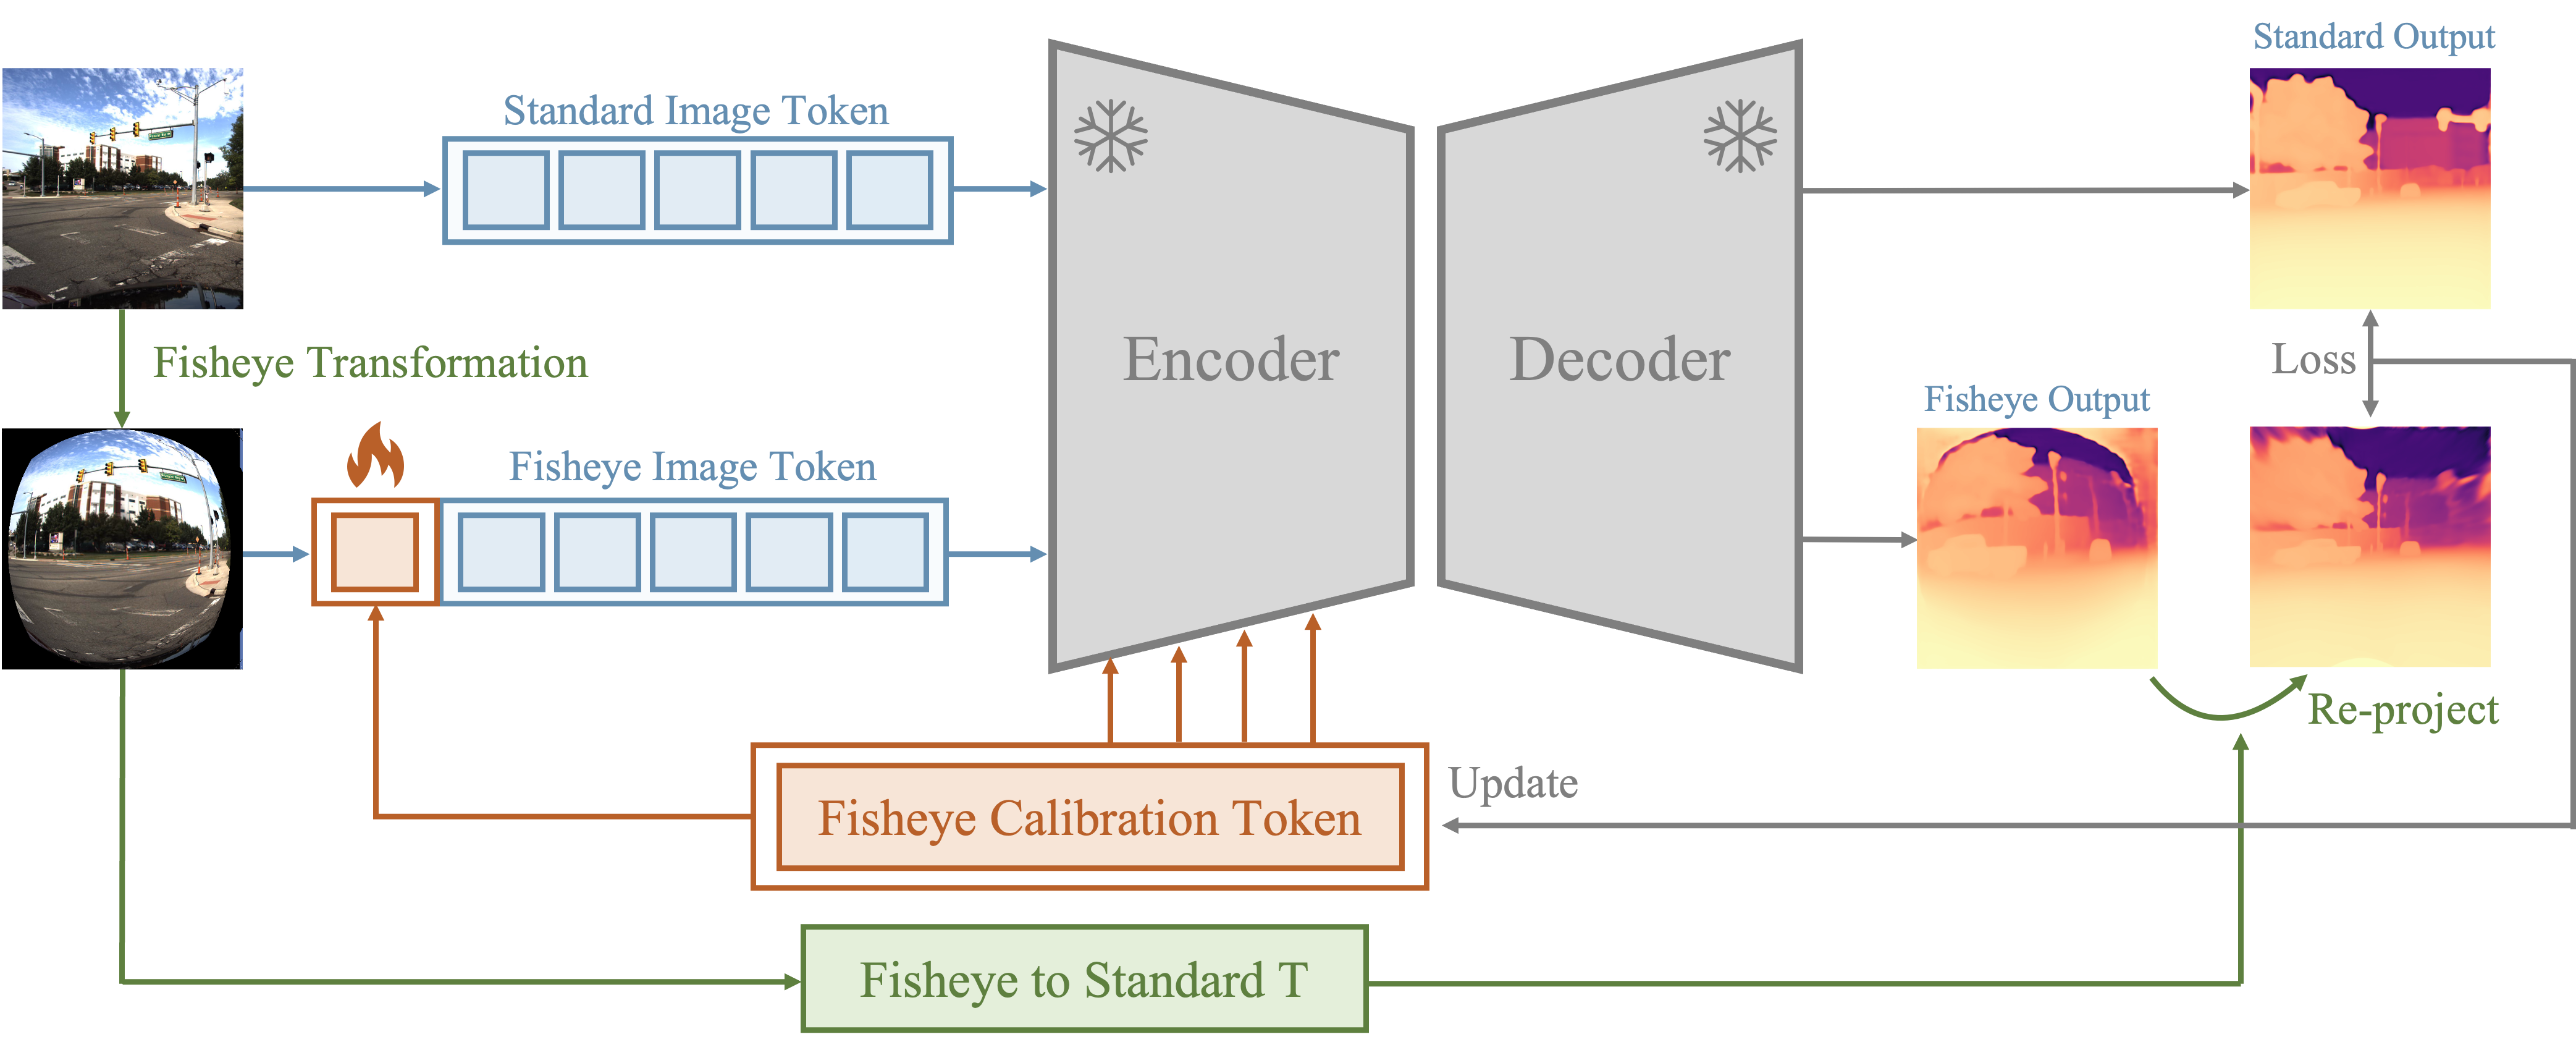 Standard Output
Standard Image Token
Encoder
Decoder
Fisheye Transformation
Loss
Fisheye Output
Fisheye Image Token
Re-project
Update
Fisheye Calibration Token
Fisheye to Standard T